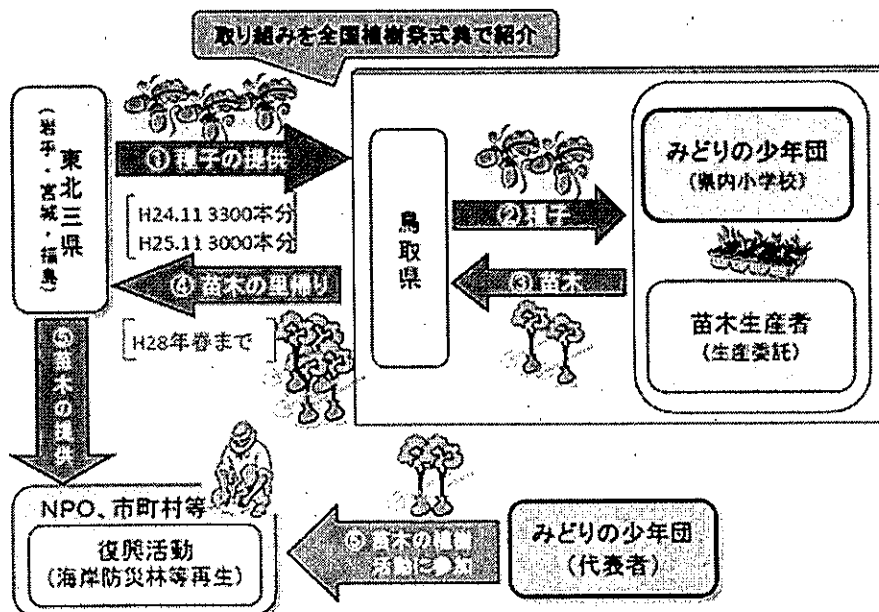 取り組みを全国植樹祭式典で紹介
東北三県
(岩手・宮城・福島)
① 種子の提供
H24.11 3300本分
H25.11 3000本分
④ 苗木の里帰り
H28年春まで
鳥取県
② 種子
③ 苗木
みどりの少年団
(県内小学校)
苗木生産者
(生産委託)
⑤ 苗木の提供
NPO、市町村等
復興活動
(海岸防災林等再生)
⑤ 苗木の植樹
活動に参加
みどりの少年団
(代表者)